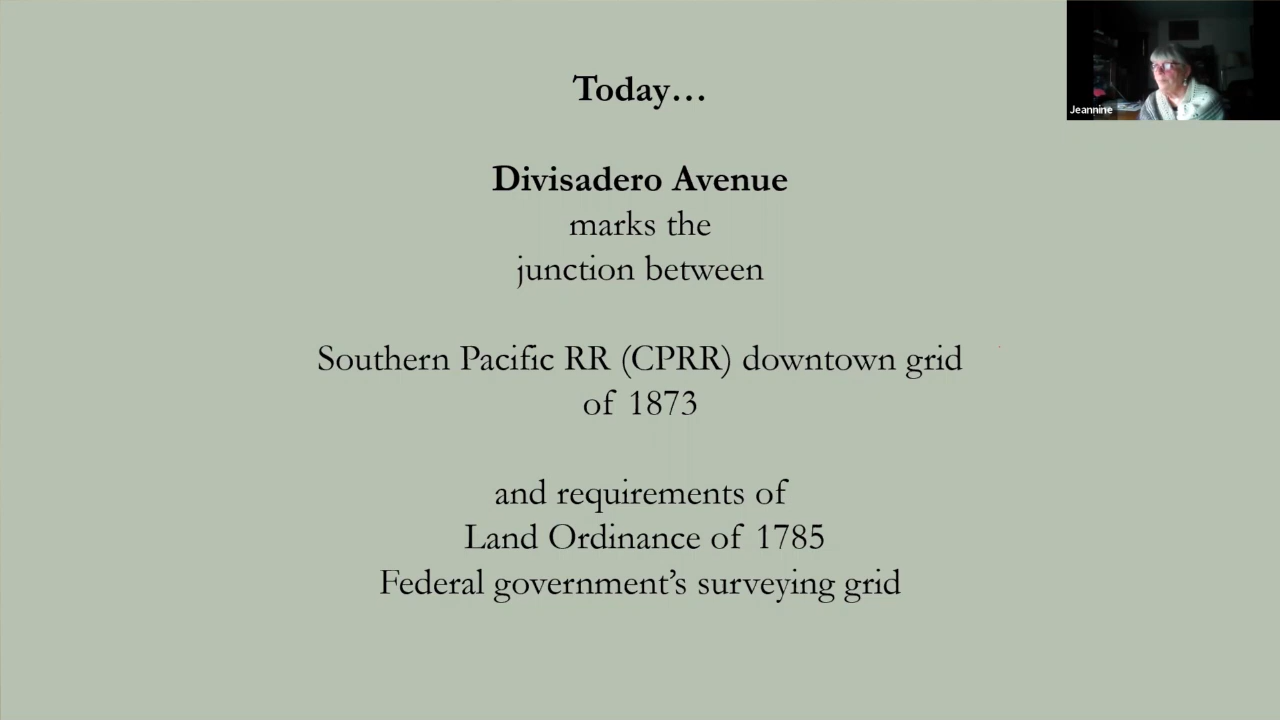 Today…
Divisadero Avenue
marks the
junction between
Southern Pacific RR (CPRR) downtown grid
of 1873
and requirements of
Land Ordinance of 1785
Federal government’s surveying grid
Jeannine